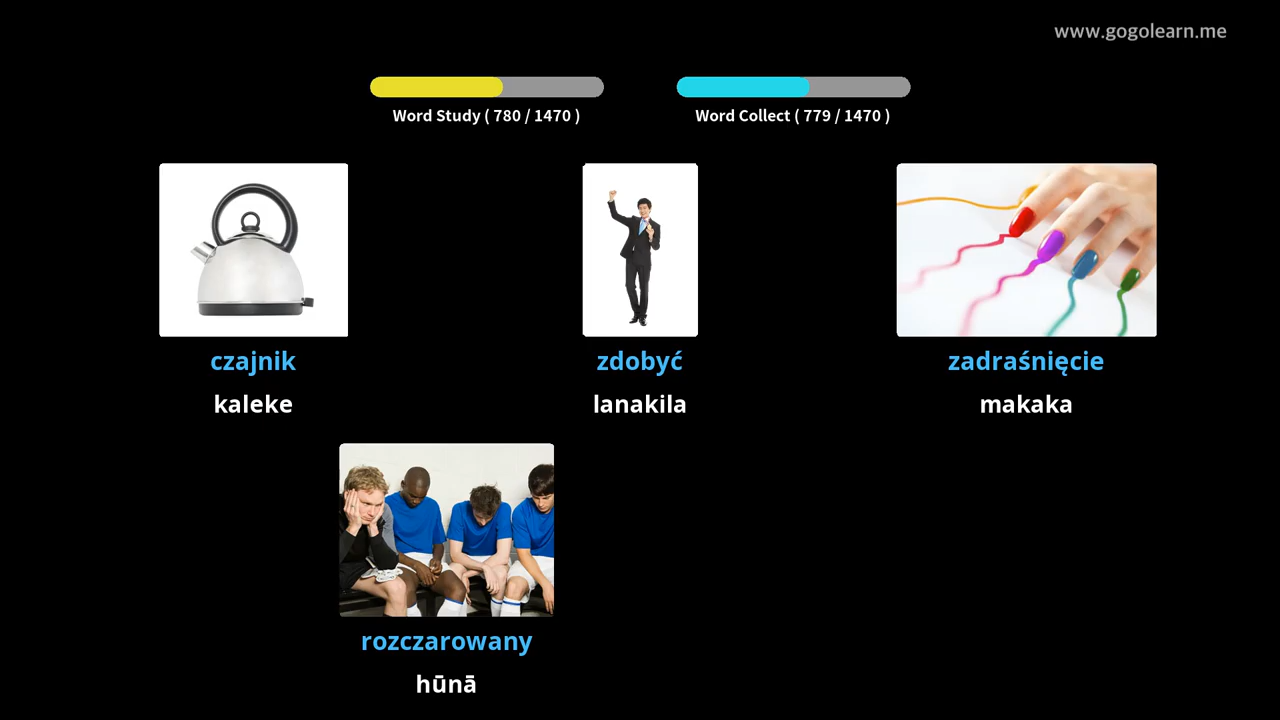 www.gogolearn.me
Word Study ( 780 / 1470 )
Word Collect ( 779 / 1470 )
czajnik
zdobyć
zadraśnięcie
kaleke
lanakila
makaka
rozczarowany
hūnā